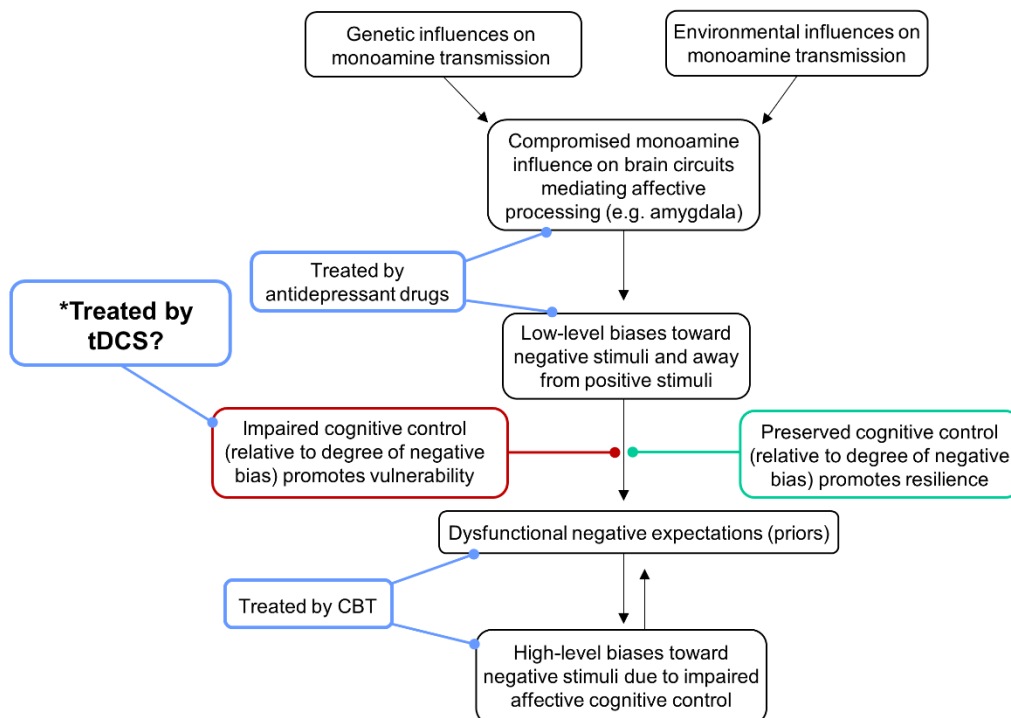 Genetic influences on
monoamine transmission
Environmental influences on
monoamine transmission
Compromised monoamine
influence on brain circuits
mediating affective
processing (e.g. amygdala)
Treated by
antidepressant drugs
*Treated by
tDCS?
Low-level biases toward
negative stimuli and away
from positive stimuli
Impaired cognitive control
(relative to degree of negative
bias) promotes vulnerability
Preserved cognitive control
(relative to degree of negative
bias) promotes resilience
Dysfunctional negative expectations (priors)
Treated by CBT
High-level biases toward
negative stimuli due to impaired
affective cognitive control